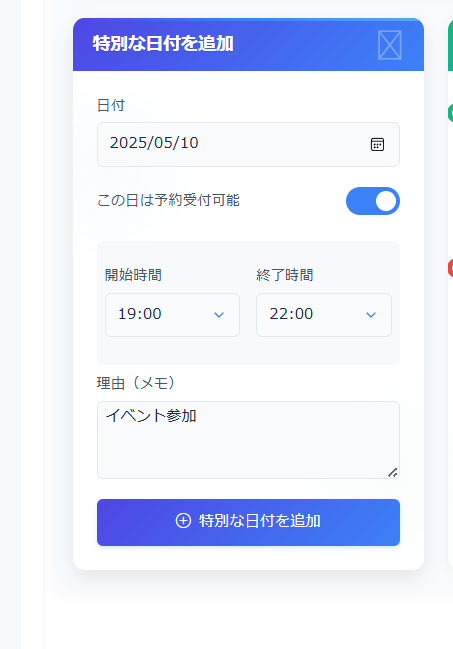 特別な日付を追加
日付
2025/05/10
この日は予約受付可能
開始時間 終了時間
19:00 22:00
理由（メモ）
イベント参加
特別な日付を追加